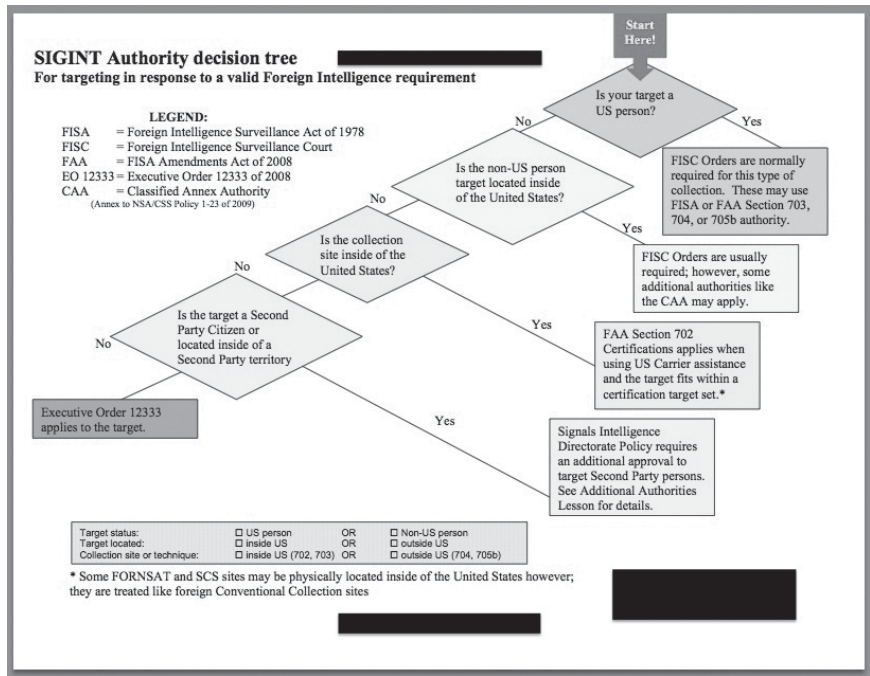 Start
Here!
SIGINT Authority decision tree
For targeting in response to a valid Foreign Intelligence requirement
LEGEND:
FISA = Foreign Intelligence Surveillance Act of 1978
FISC = Foreign Intelligence Surveillance Court
FAA = FISA Amendments Act of 2008
EO 12333 = Executive Order 12333 of 2008
CAA = Classified Annex Authority
(Annex to NSA/CSS Policy 1-23 of 2009)
Is your target a
US person?
No
Yes
FISC Orders are normally
required for this type of
collection. These may use
FISA or FAA Section 703,
704, or 705b authority.
Is the non-US person
target located inside
of the United States?
No
Yes
FISC Orders are usually
required; however, some
additional authorities like
the CAA may apply.
Is the collection
site inside of the
United States?
No
Yes
FAA Section 702
Certifications applies when
using US Carrier assistance
and the target fits within a
certification target set.*
Is the target a Second
Party Citizen or
located inside of a
Second Party territory
No
Executive Order 12333
applies to the target.
Yes
Signals Intelligence
Directorate Policy requires
an additional approval to
target Second Party persons.
See Additional Authorities
Lesson for details.
Target status: ☐ US person OR ☐ Non-US person
Target located: ☐ inside US OR ☐ outside US
Collection site or technique: ☐ inside US (702, 703) OR ☐ outside US (704, 705b)
* Some FORNSAT and SCS sites may be physically located inside of the United States however;
they are treated like foreign Conventional Collection sites